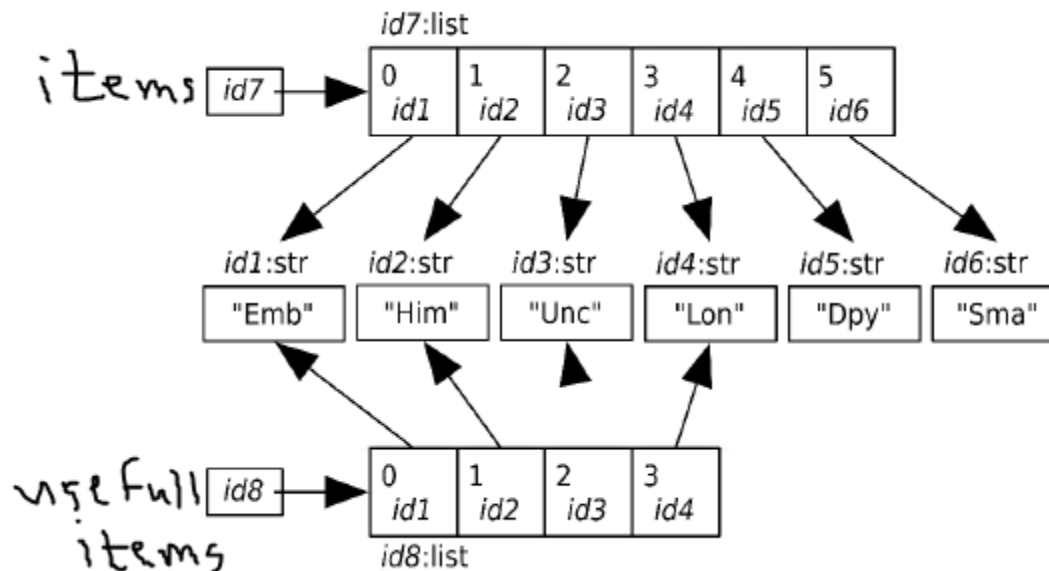 id7:list
items id7 0 1 2 3 4 5
id1 id2 id3 id4 id5 id6
id1:str id2:str id3:str id4:str id5:str id6:str
"Emb" "Him" "Unc" "Lon" "Dpy" "Sma"
usefull id8 0 1 2 3
id1 id2 id3 id4
items id8:list